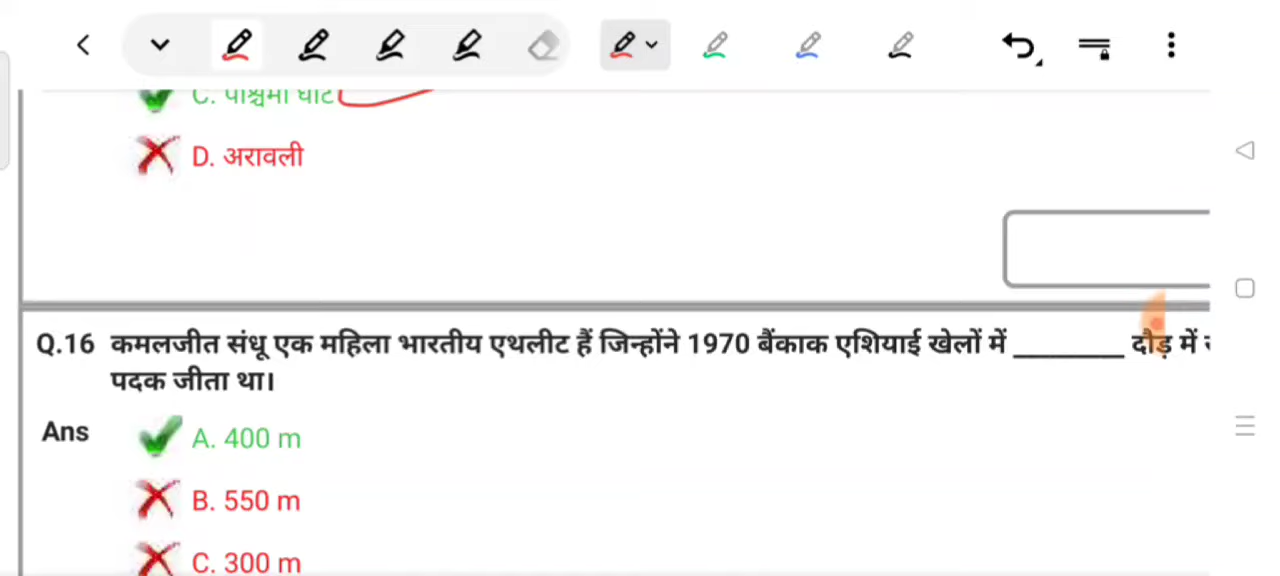 C. पश्चिमी घाट
D. अरावली
Q.16 कमलजीत संधू एक महिला भारतीय एथलीट हैं जिन्होंने 1970 बैंकाक एशियाई खेलों में ________ दौड़ में
पदक जीता था।
Ans
A. 400 m
B. 550 m
C. 300 m